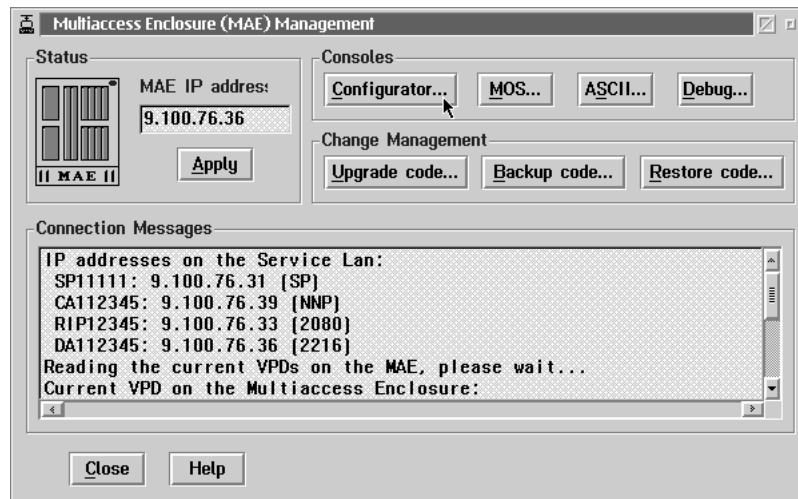 Multiaccess Enclosure (MAE) Management
Status
Consoles
MAE IP address
Configurator... MOS... ASCII... Debug...
9.100.76.36
Change Management
Apply
Upgrade code... Backup code... Restore code...
|| MAE ||
Connection Messages
IP addresses on the Service Lan:
SP11111: 9.100.76.31 (SP)
CA112345: 9.100.76.39 (NNP)
RIP12345: 9.100.76.33 (2080)
DA112345: 9.100.76.36 (2216)
Reading the current VPDs on the MAE, please wait...
Current VPD on the Multiaccess Enclosure:
Close Help